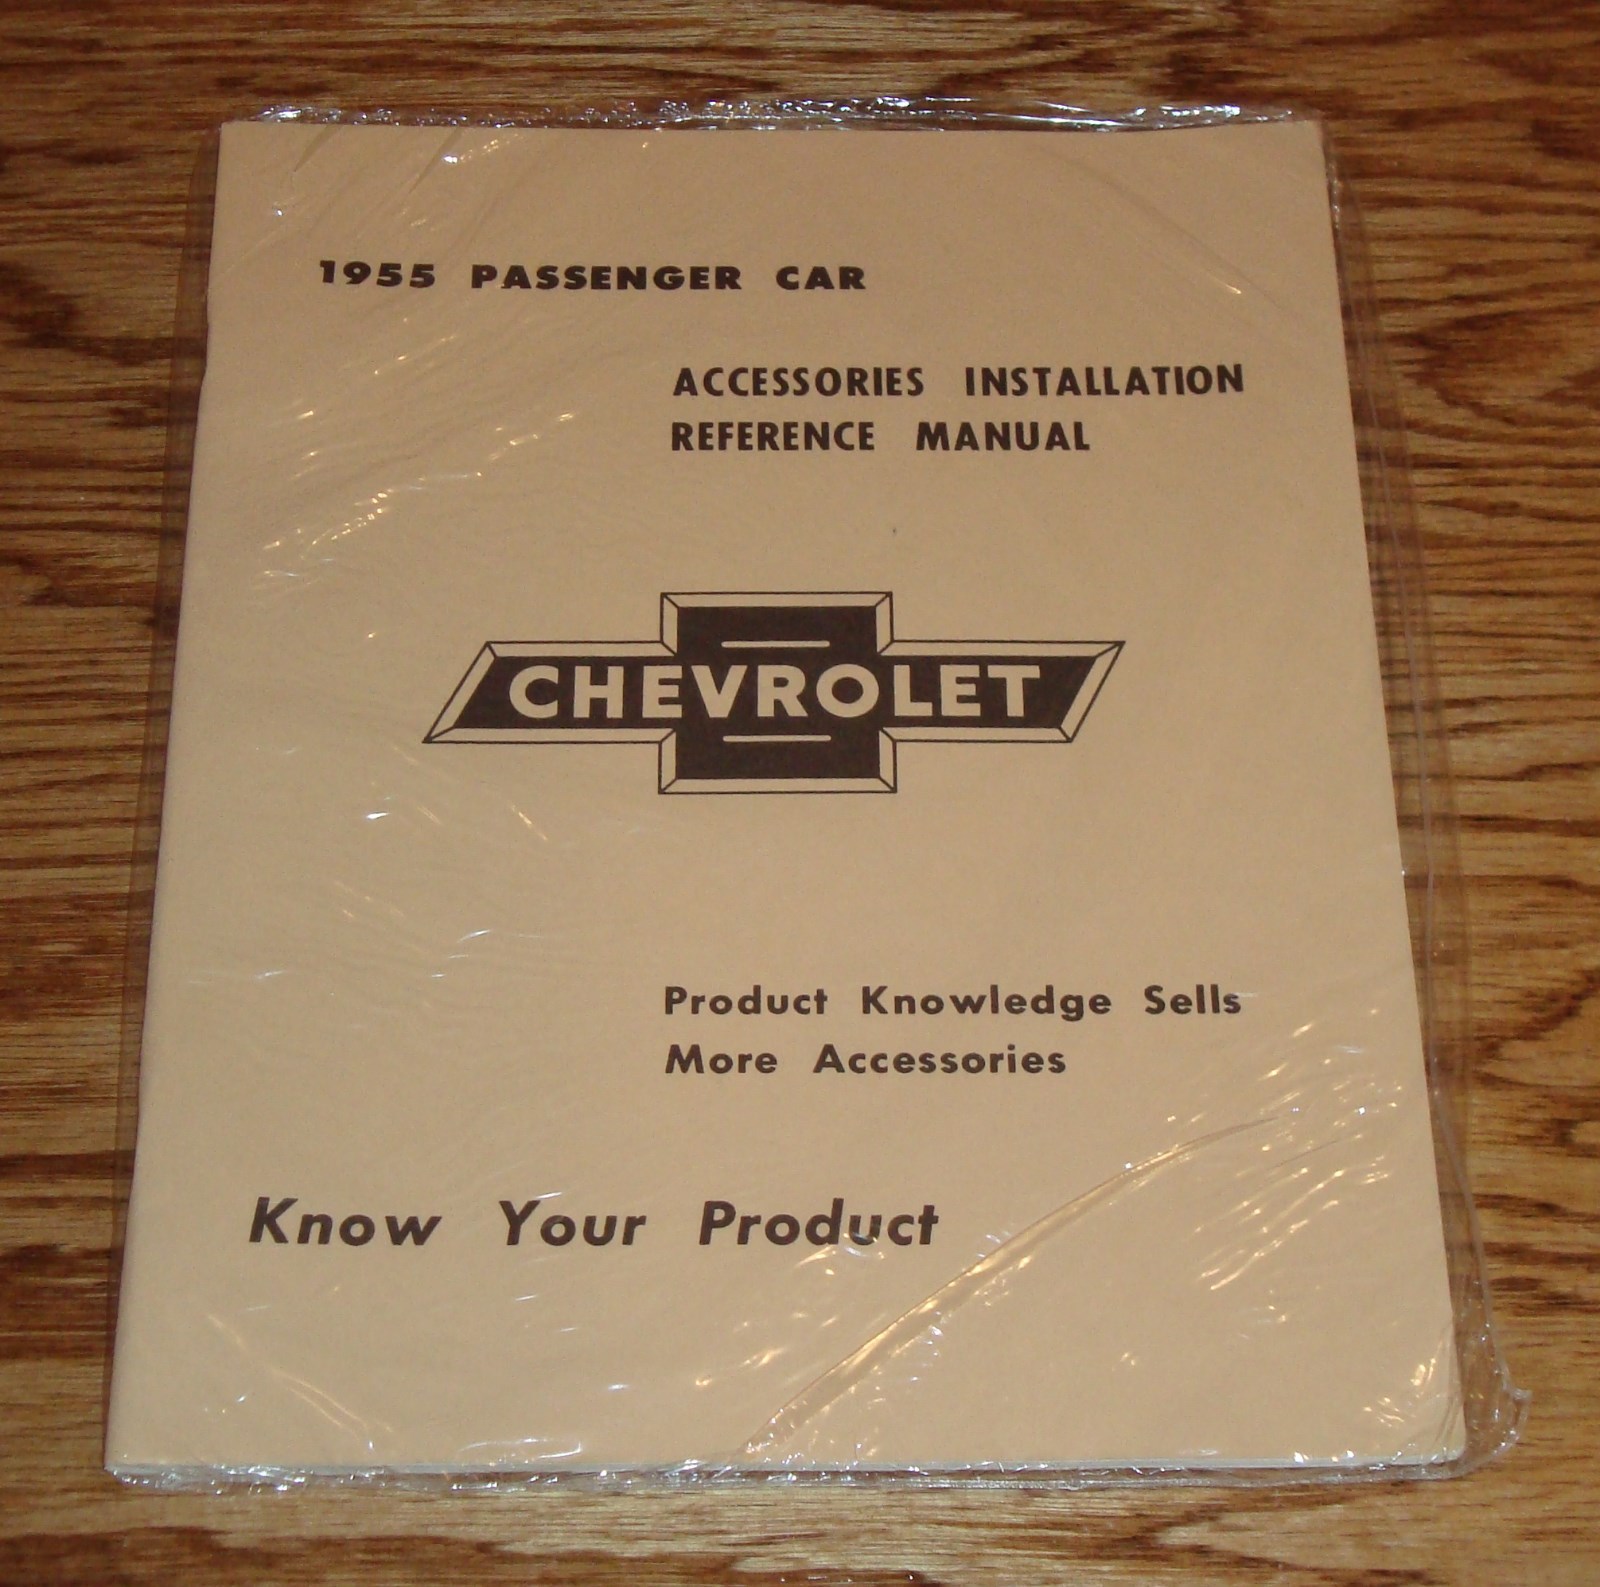 1955 PASSENGER CAR
ACCESSORIES INSTALLATION
REFERENCE MANUAL
CHEVROLET
Product Knowledge Sells
More Accessories
Know Your Product